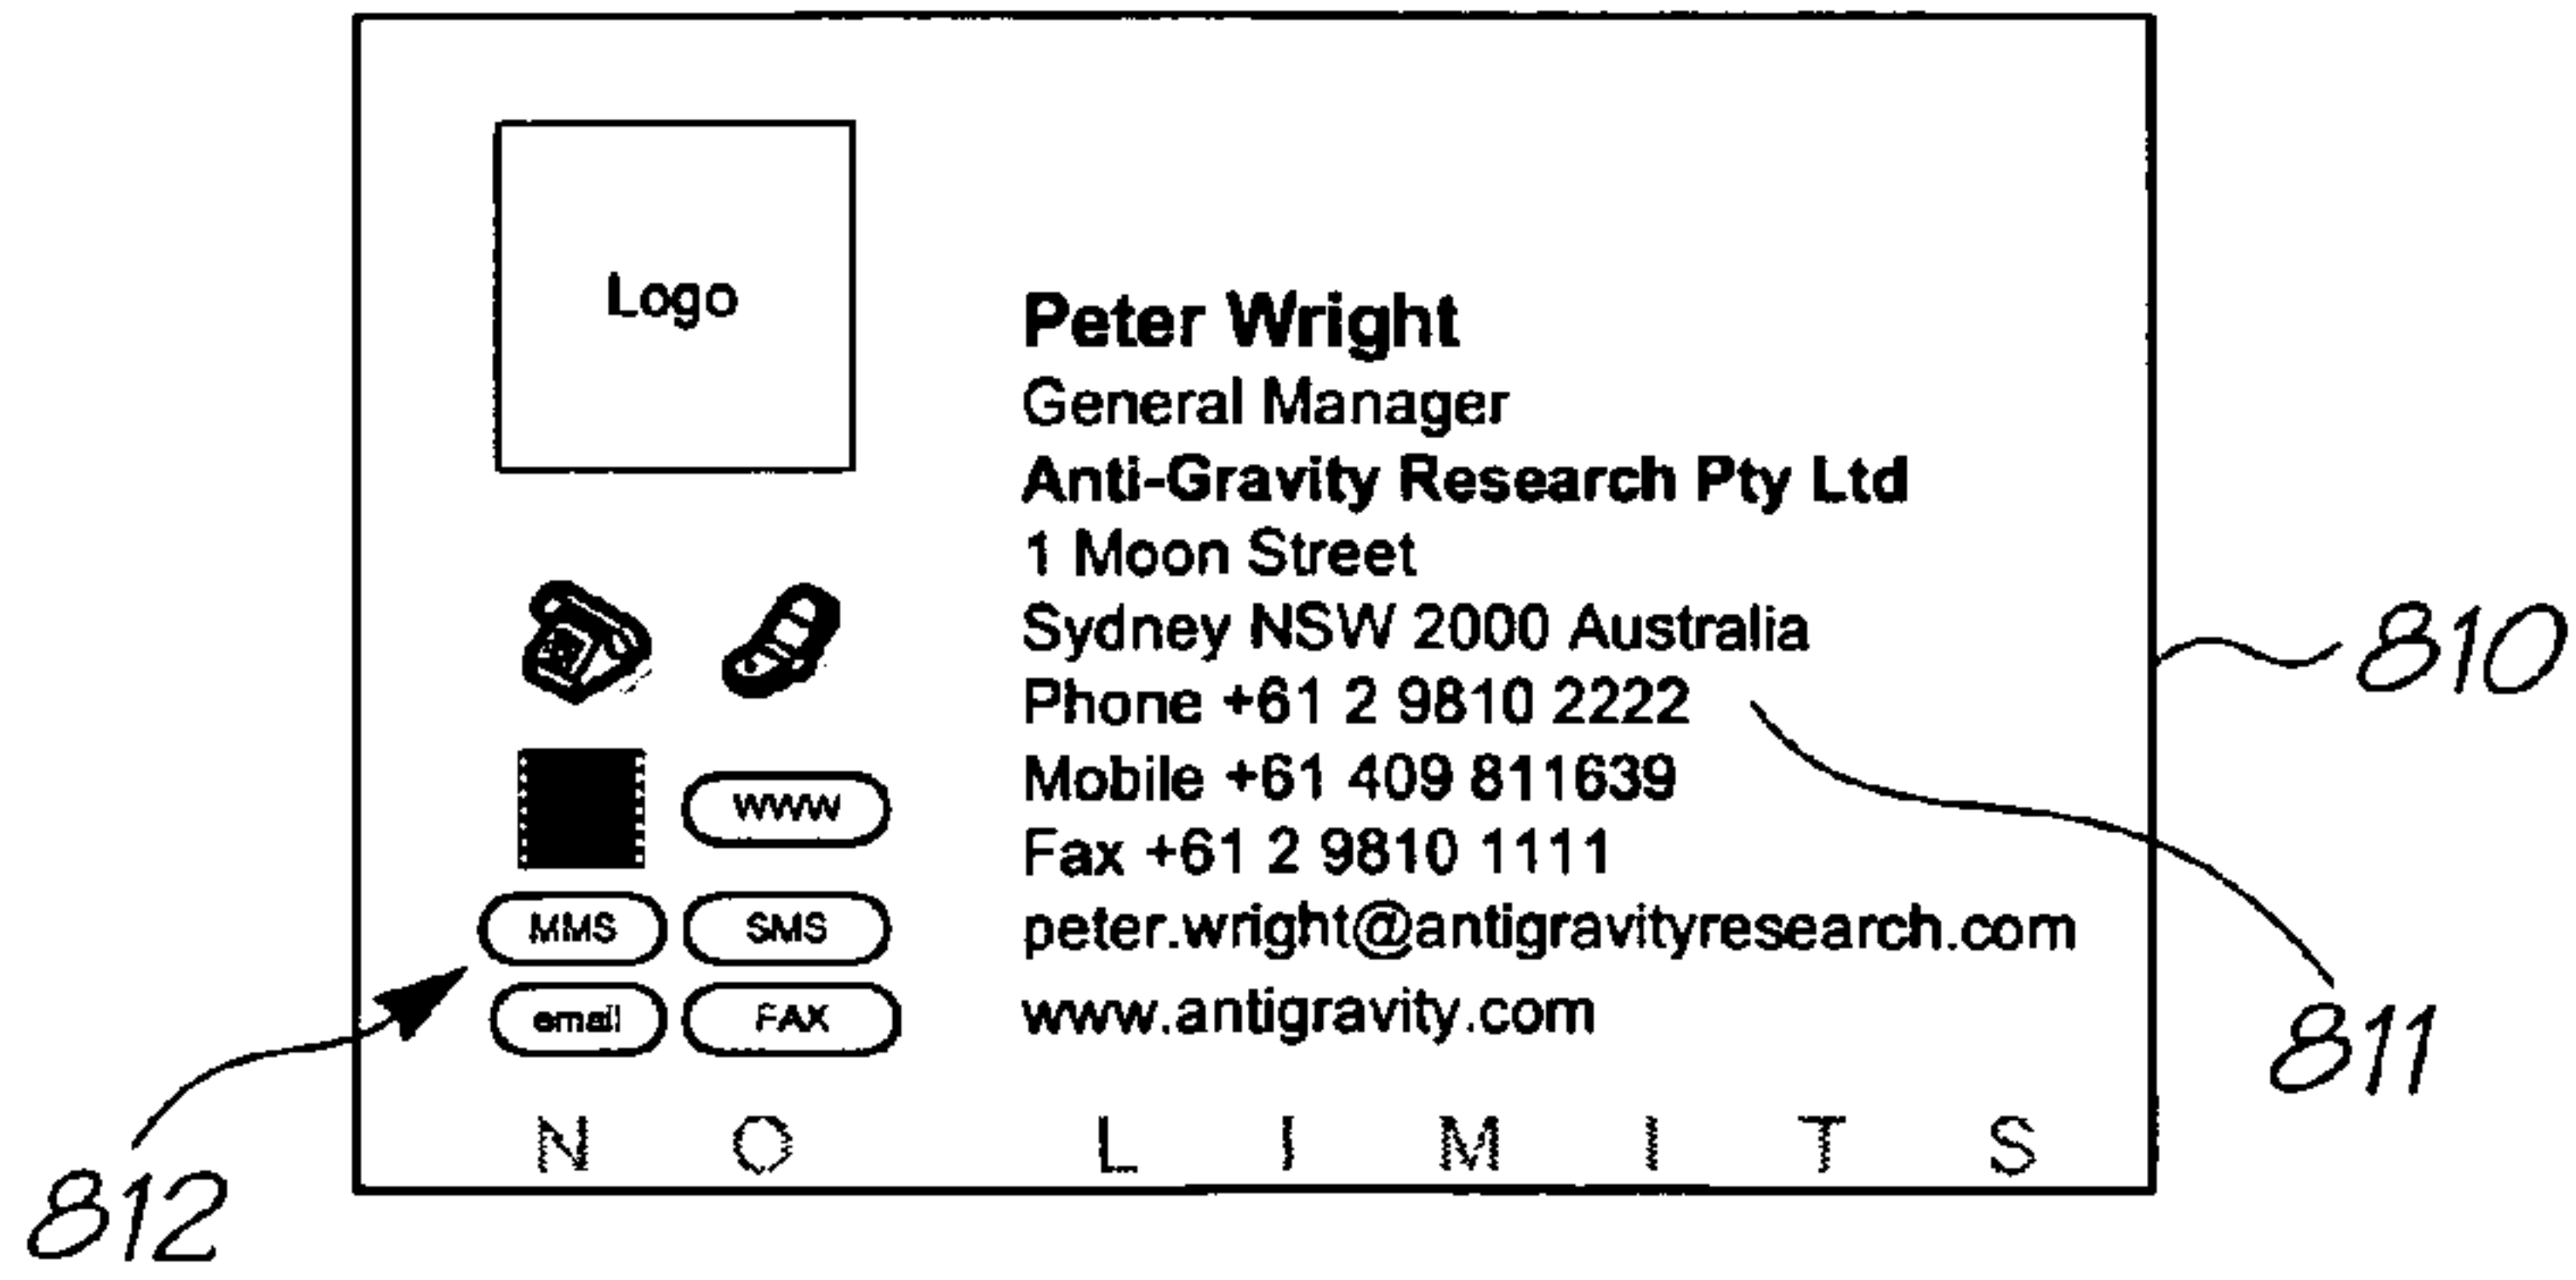 Logo
Peter Wright
General Manager
Anti-Gravity Research Pty Ltd
1 Moon Street
Sydney NSW 2000 Australia
Phone +61 2 9810 2222
Mobile +61 409 811639
Fax +61 2 9810 1111
peter.wright@antigravityresearch.com
www.antigravity.com
WWW
MMS SMS
email FAX
N O L I M I T S
810
811
812